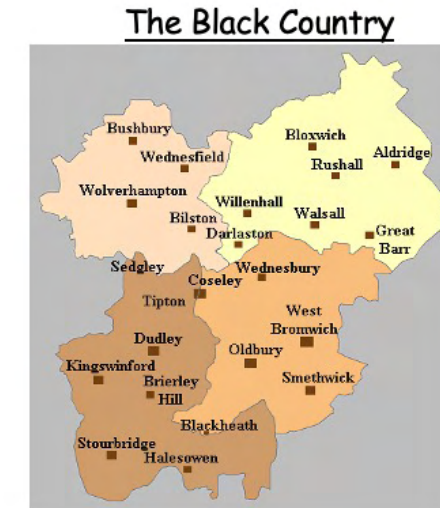 The Black Country
Bushbury
Bloxwich
Wednesfield
Aldridge
Rushall
Wolverhampton
Willenhall
Walsall
Bilston
Darlaston
Great
Barr
Sedgley
Wednesbury
Coseley
Tipton
West
Bromwich
Dudley
Oldbury
Kingswinford
Brierley
Hill
Smethwick
Blackheath
Stourbridge
Halesowen